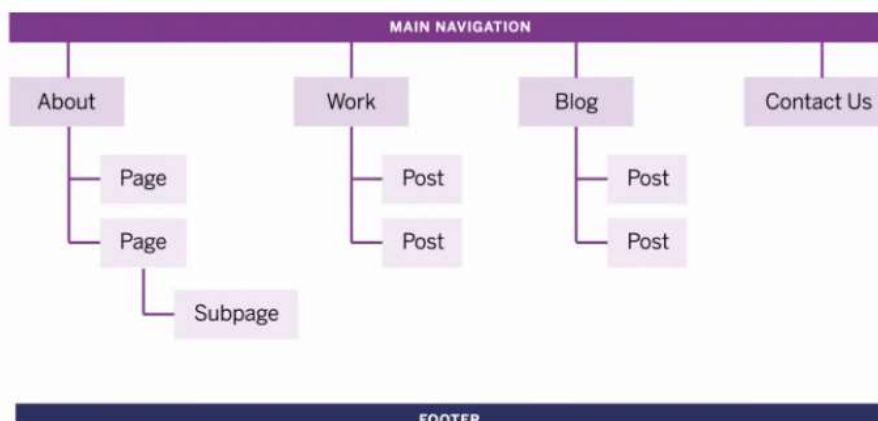 MAIN NAVIGATION
About
Work
Blog
Contact Us
Page
Post
Post
Page
Post
Post
Subpage
FOOTER